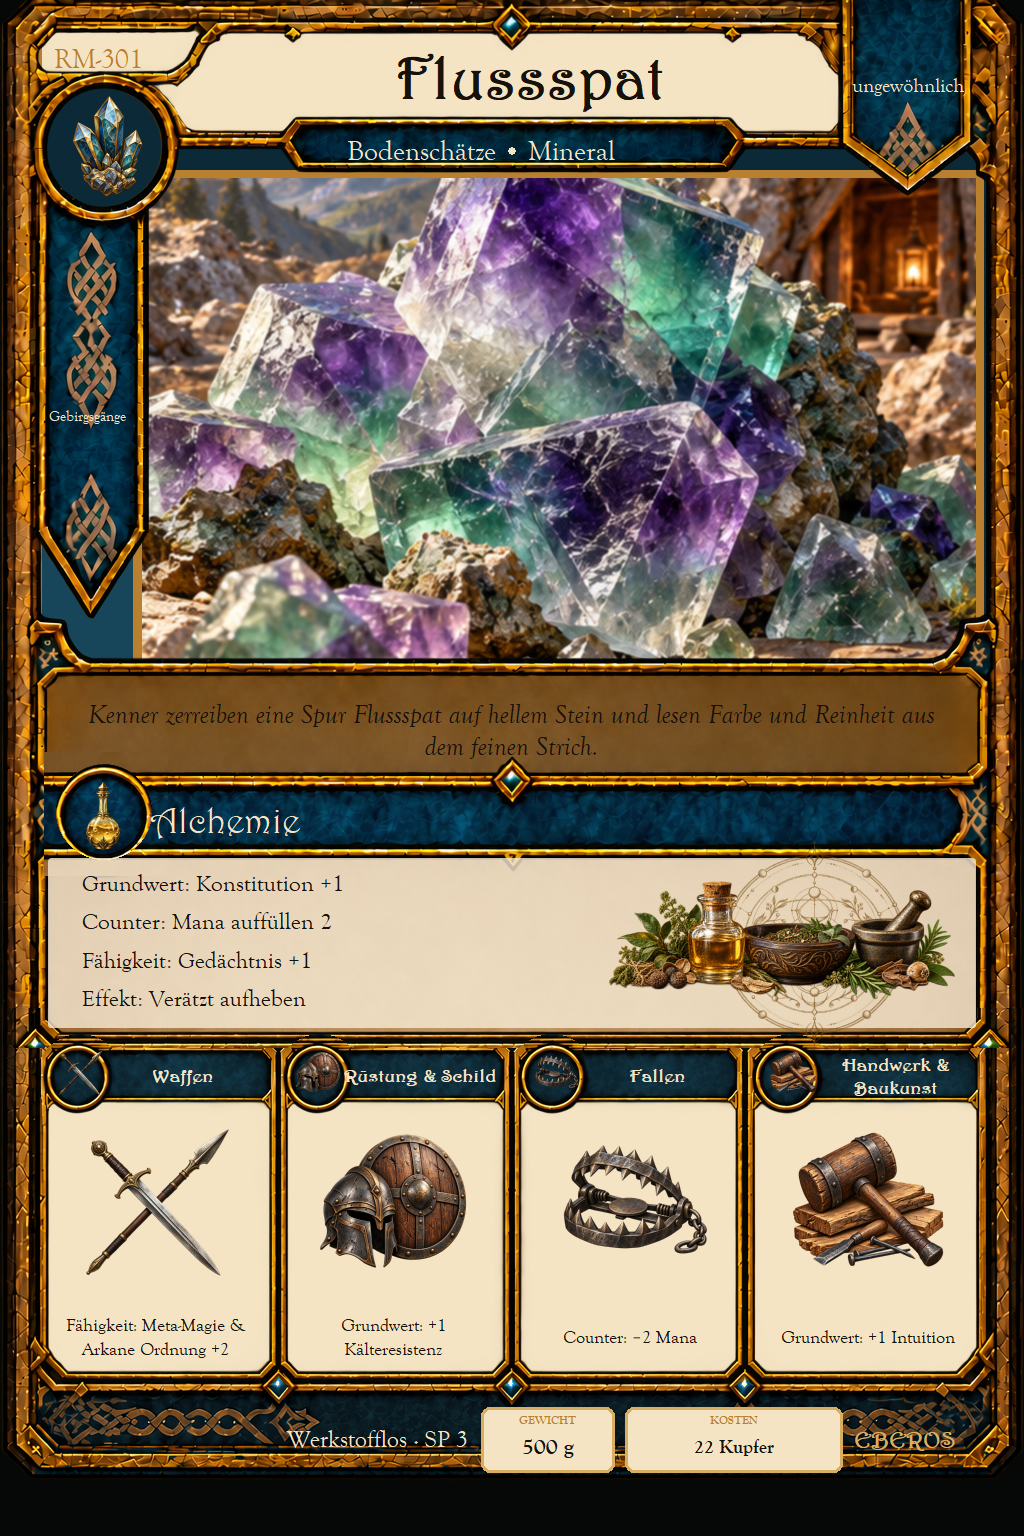 RM-301
Flussspat
ungewöhnlich
Bodenschätze • Mineral
Gebirgsgänge
Kenner zerreiben eine Spur Flussspat auf hellem Stein und lesen Farbe und Reinheit aus
dem feinen Strich.
Alchemie
Grundwert: Konstitution +1
Counter: Mana auffüllen 2
Fähigkeit: Gedächtnis +1
Effekt: Verätzt aufheben
Waffen
Fähigkeit: Meta-Magie &
Arkane Ordnung +2
Rüstung & Schild
Grundwert: +1
Kälteresistenz
Fallen
Counter: −2 Mana
Handwerk &
Baukunst
Grundwert: +1 Intuition
Werkstofflos · SP 3
GEWICHT
500 g
KOSTEN
22 Kupfer
EBEROS